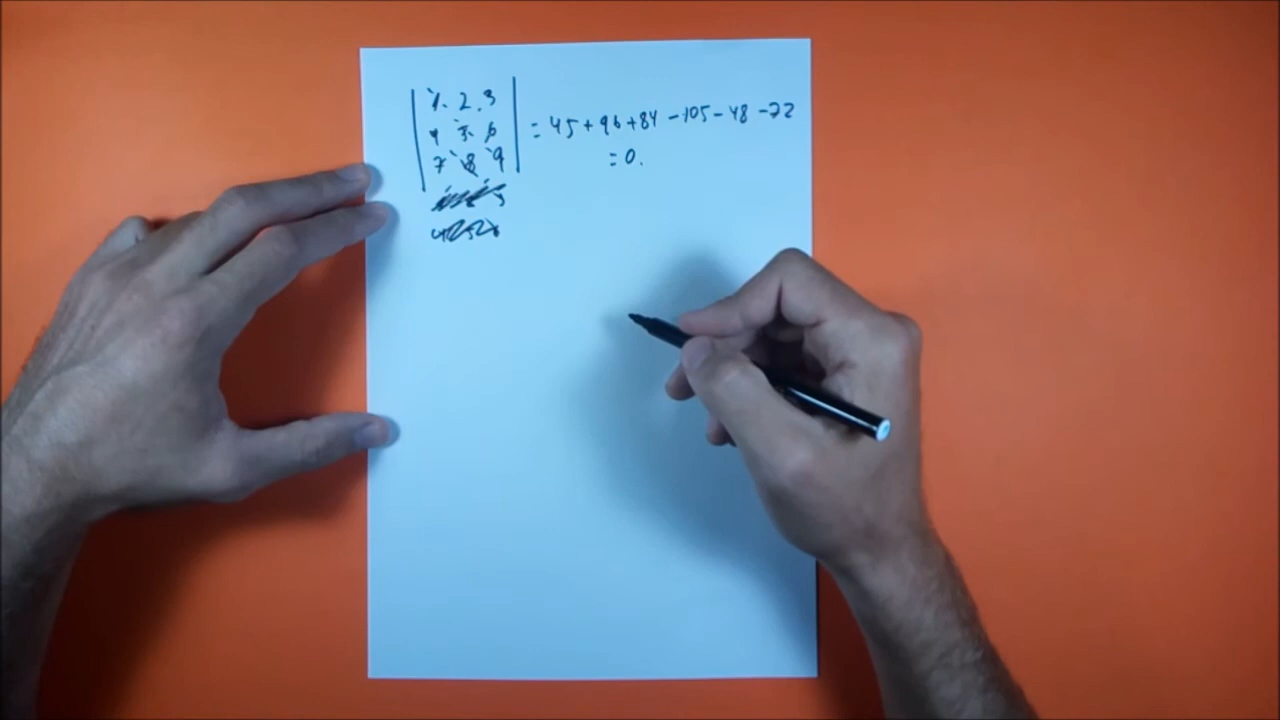 | 1 2 3 |
| 4 5 6 | = 45 + 96 + 84 - 105 - 48 - 72
| 7 8 9 | = 0.